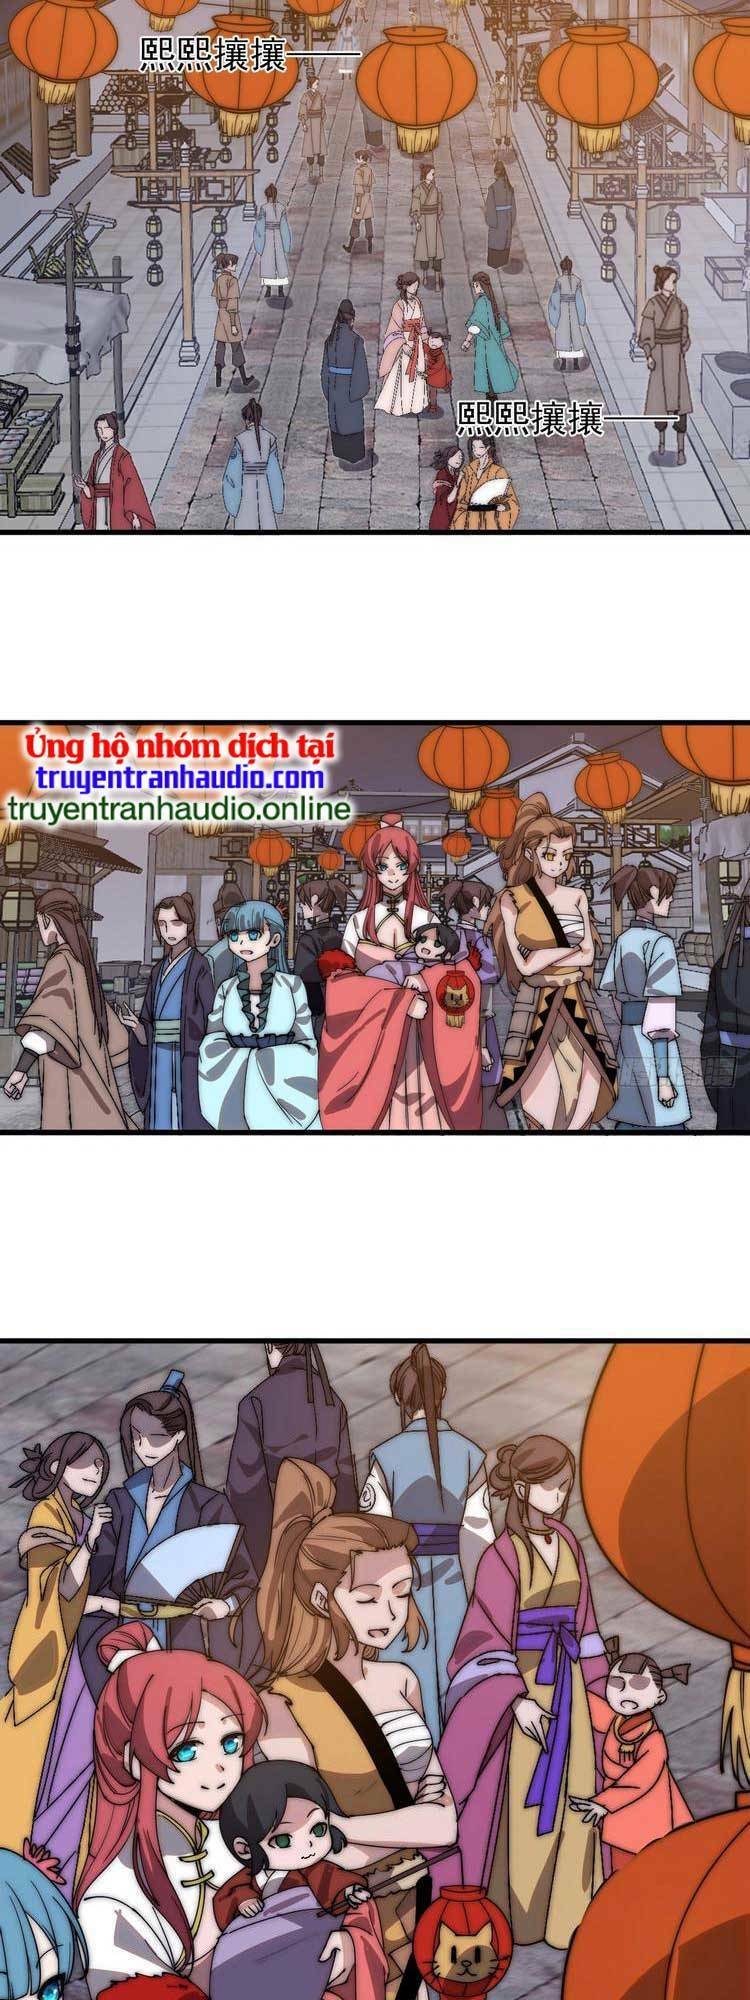 熙熙攘攘——
熙熙攘攘——
Ủng hộ nhóm dịch tại
truyentranhaudio.com
truyentranhaudio.online